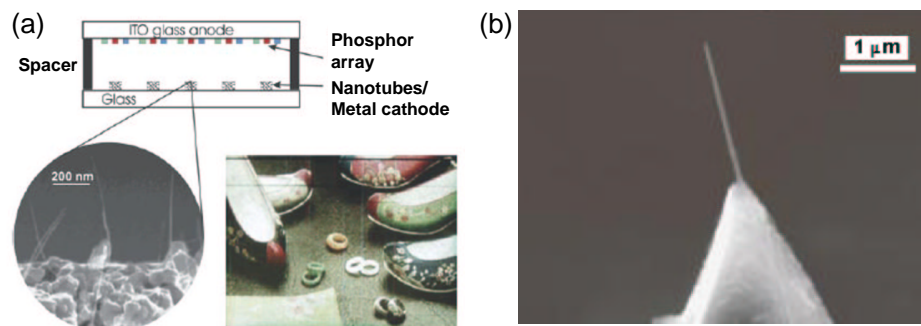 (a)
ITO glass anode
Spacer
Phosphor
array
Nanotubes/
Metal cathode
Glass
200 nm
(b)
1 μm